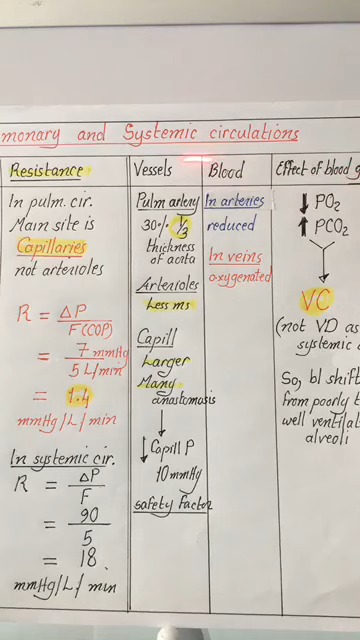 monary and Systemic circulations
Resistance
In pulm. cir.
Main site is
Capillaries
not arterioles
R = ΔP
F(COP)
= 7 mmHg
5 L/min
= 1.4
mmHg/L/min
In systemic cir.
R = ΔP
F
= 90
5
= 18
mmHg/L/min
Vessels
Pulm artery
30% 1/3
thickness
of aorta
Arterioles
Less ms
Capill
Larger
Many
anastomosis
↓ Capill P
10 mmHg
safety factor
Blood
In arteries
reduced
In veins
oxygenated
Effect of blood g
↓ PO2
↑ PCO2
VC
(not VD as
systemic
So, bl shift
from poorly t
well ventilat
alveoli